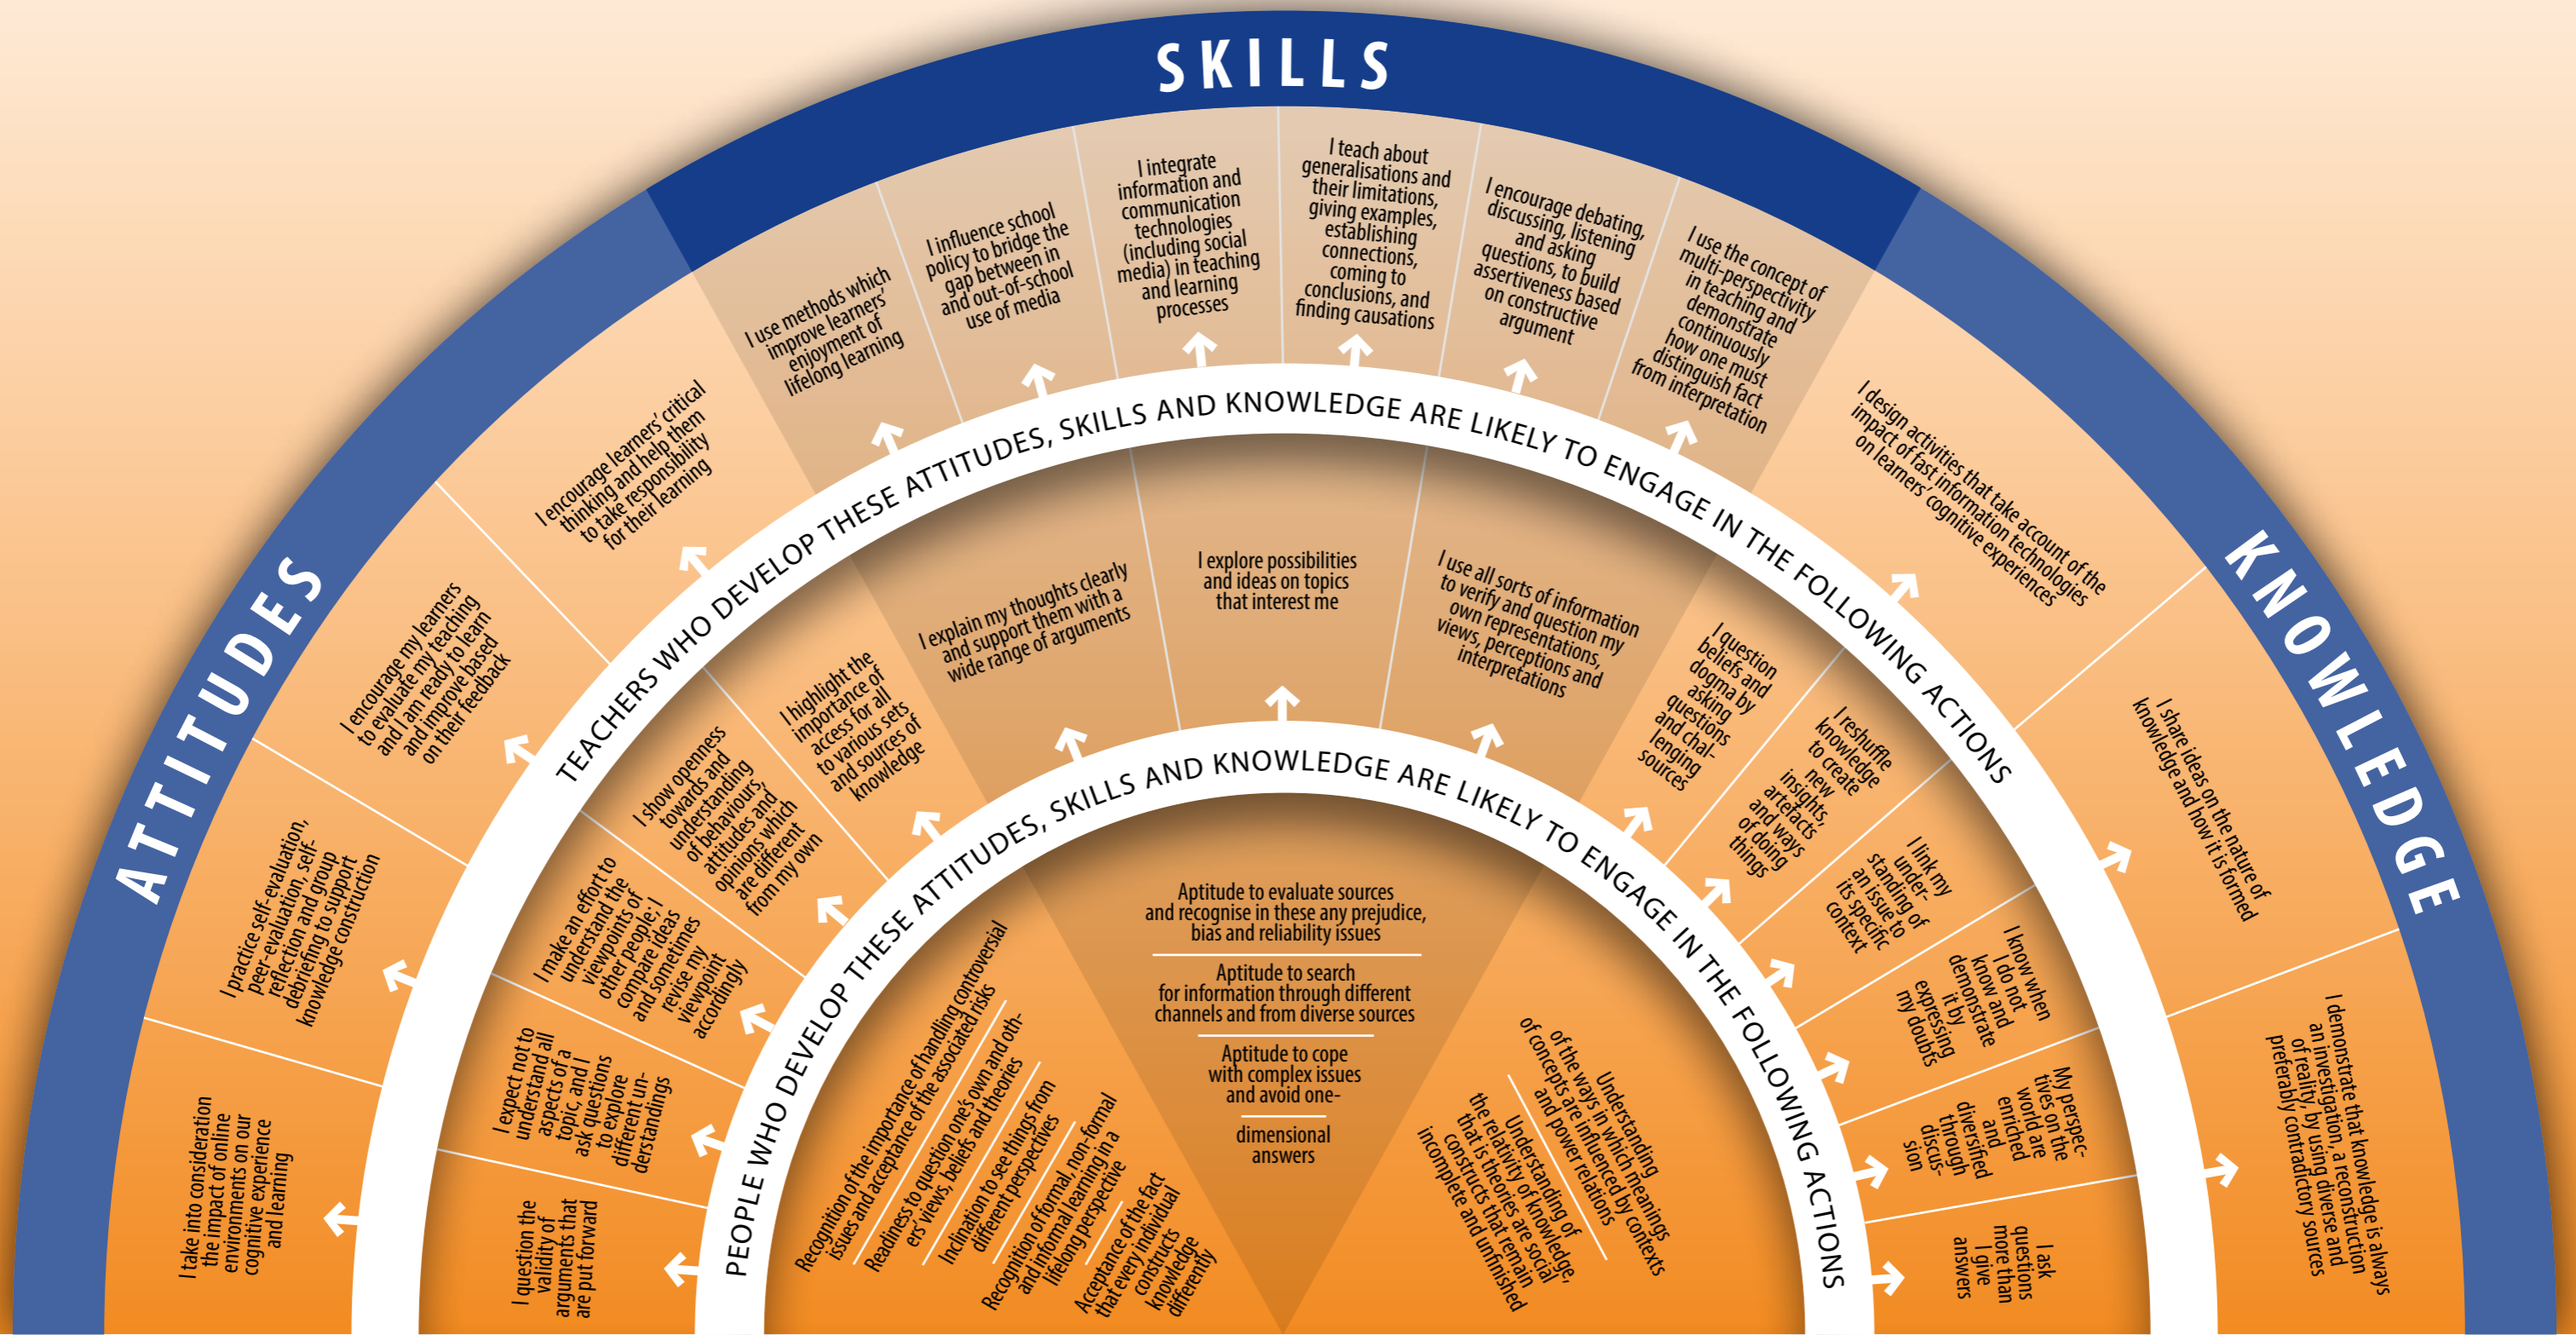 SKILLS
ATTITUDES
KNOWLEDGE
I take into consideration
the impact of online
environments on our
cognitive experience
and learning
I practice self-evaluation,
peer-evaluation, self-
reflection and group
debriefing to support
knowledge construction
I encourage my learners
to evaluate my teaching
and I am ready to learn
and improve based
on their feedback
I encourage learners' critical
thinking and help them
to take responsibility
for their learning
I use methods which
improve learners'
enjoyment of
lifelong learning
I influence school
policy to bridge the
gap between in
and out-of-school
use of media
I integrate
information and
communication
technologies
(including social
media) in teaching
and learning
processes
I teach about
generalisations and
their limitations,
giving examples,
establishing
connections,
coming to
conclusions, and
finding causations
I encourage debating,
discussing, listening
and asking
questions, to build
assertiveness based
on constructive
argument
I use the concept of
multi-perspectivity
in teaching and
demonstrate
continuously
how one must
distinguish fact
from interpretation
I design activities that take account of the
impact of fast information technologies
on learners' cognitive experiences
I share ideas on the nature of
knowledge and how it is formed
I demonstrate that knowledge is always
an investigation, a reconstruction
of reality, by using diverse and
preferably contradictory sources
TEACHERS WHO DEVELOP THESE ATTITUDES, SKILLS AND KNOWLEDGE ARE LIKELY TO ENGAGE IN THE FOLLOWING ACTIONS
I question the
validity of
arguments that
are put forward
I expect not to
understand all
aspects of a
topic, and I
ask questions
to explore
different un-
derstandings
I make an effort to
understand the
viewpoints of
other people; I
compare ideas
and sometimes
revise my
viewpoint
accordingly
I show openness
towards and
understanding
of behaviours,
attitudes and
opinions which
are different
from my own
I highlight the
importance of
access for all
to various sets
and sources of
knowledge
I explain my thoughts clearly
and support them with a
wide range of arguments
I explore possibilities
and ideas on topics
that interest me
I use all sorts of information
to verify and question my
own representations,
views, perceptions and
interpretations
I question
beliefs and
dogma by
asking
questions
and chal-
lenging
sources
I reshuffle
knowledge
to create
new
insights,
artefacts
and ways
of doing
things
I link my
under-
standing of
an issue to
its specific
context
I know when
I do not
know and
demonstrate
it by
expressing
my doubts
My perspec-
tives on the
world are
enriched
and
diversified
through
discus-
sion
I ask
questions
more than
I give
answers
PEOPLE WHO DEVELOP THESE ATTITUDES, SKILLS AND KNOWLEDGE ARE LIKELY TO ENGAGE IN THE FOLLOWING ACTIONS
Recognition of the importance of handling controversial
issues and acceptance of the associated risks
Readiness to question one's own and oth-
ers' views, beliefs and theories
Inclination to see things from
different perspectives
Recognition of formal, non-formal
and informal learning in a
lifelong perspective
Acceptance of the fact
that every individual
constructs
knowledge
differently
Aptitude to evaluate sources
and recognise in these any prejudice,
bias and reliability issues
Aptitude to search
for information through different
channels and from diverse sources
Aptitude to cope
with complex issues
and avoid one-
dimensional
answers
Understanding
of the ways in which meanings
of concepts are influenced by contexts
and power relations
Understanding of
the relativity of knowledge,
that is theories are social
constructs that remain
incomplete and unfinished